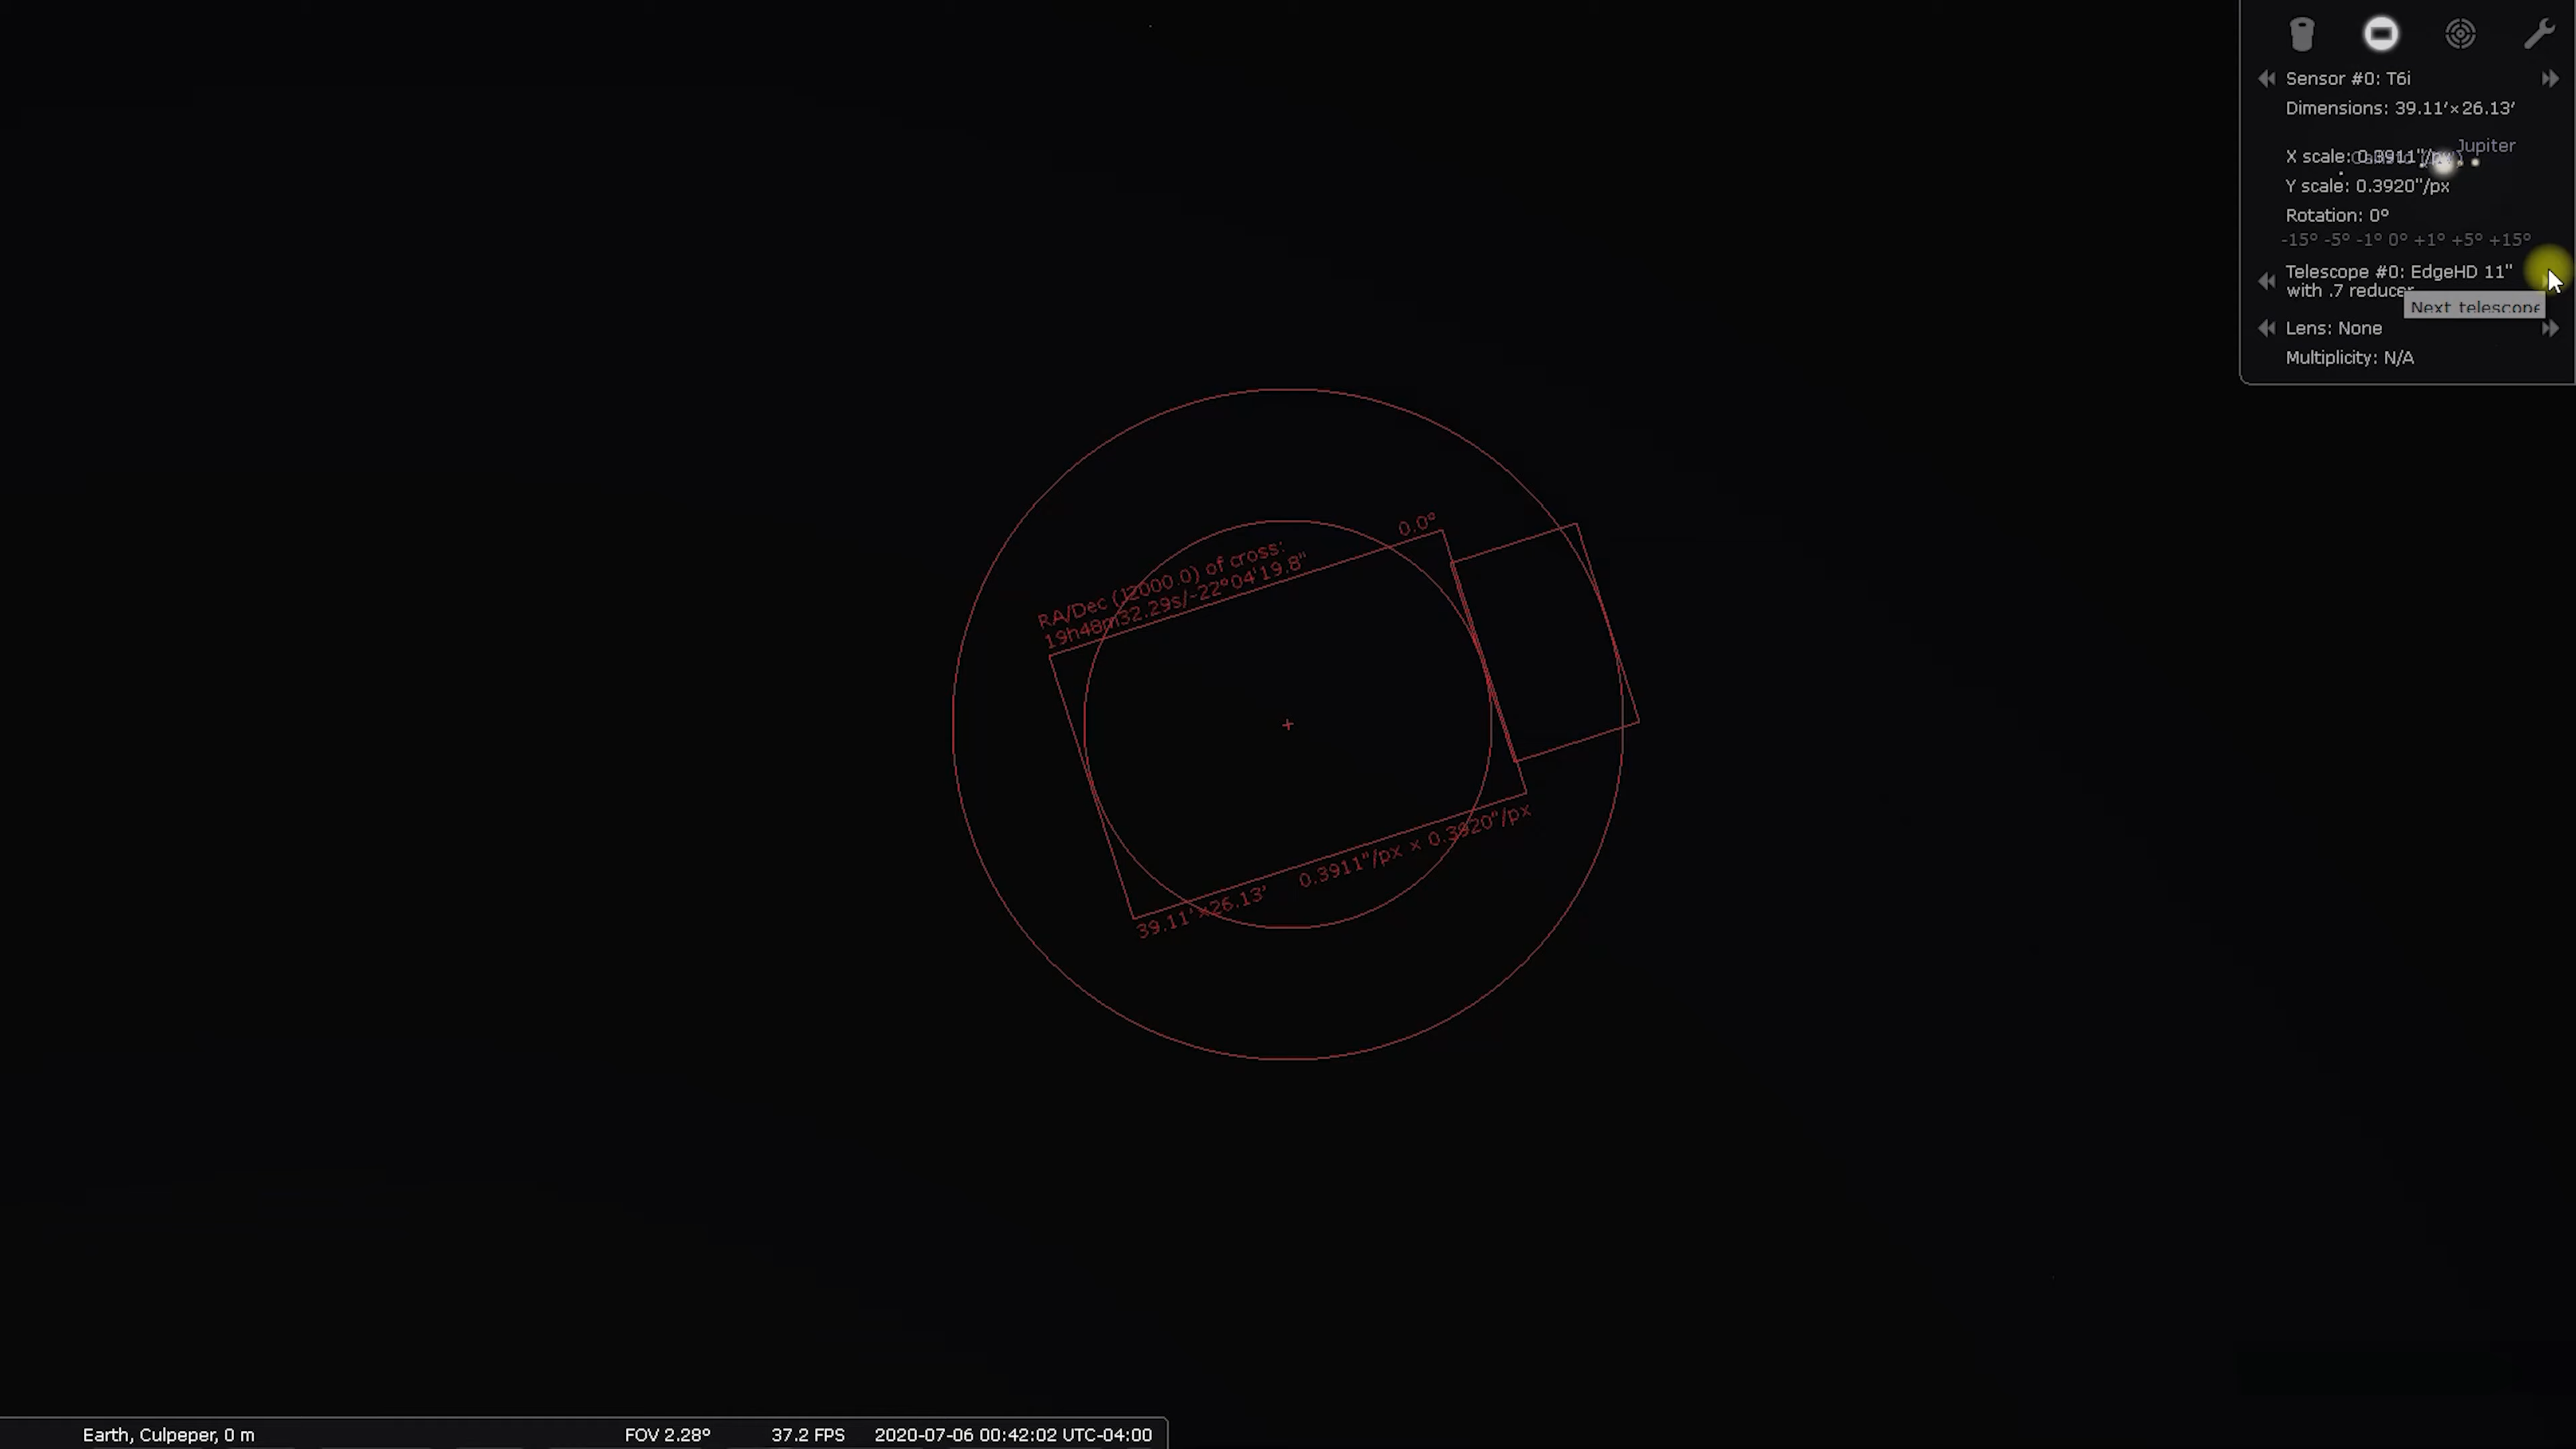 Sensor #0: T6i
Dimensions: 39.11'×26.13'
Jupiter
X scale: 0.3911"/px
Y scale: 0.3920"/px
Rotation: 0°
-15° -5° -1° 0° +1° +5° +15°
Telescope #0: EdgeHD 11"
with .7 reducer
Next telescope
Lens: None
Multiplicity: N/A
0.0°
RA/Dec (J2000.0) of cross:
19h48m32.29s/-22°04'19.8"
39.11'×26.13' 0.3911"/px × 0.3920"/px
Earth, Culpeper, 0 m FOV 2.28° 37.2 FPS 2020-07-06 00:42:02 UTC-04:00